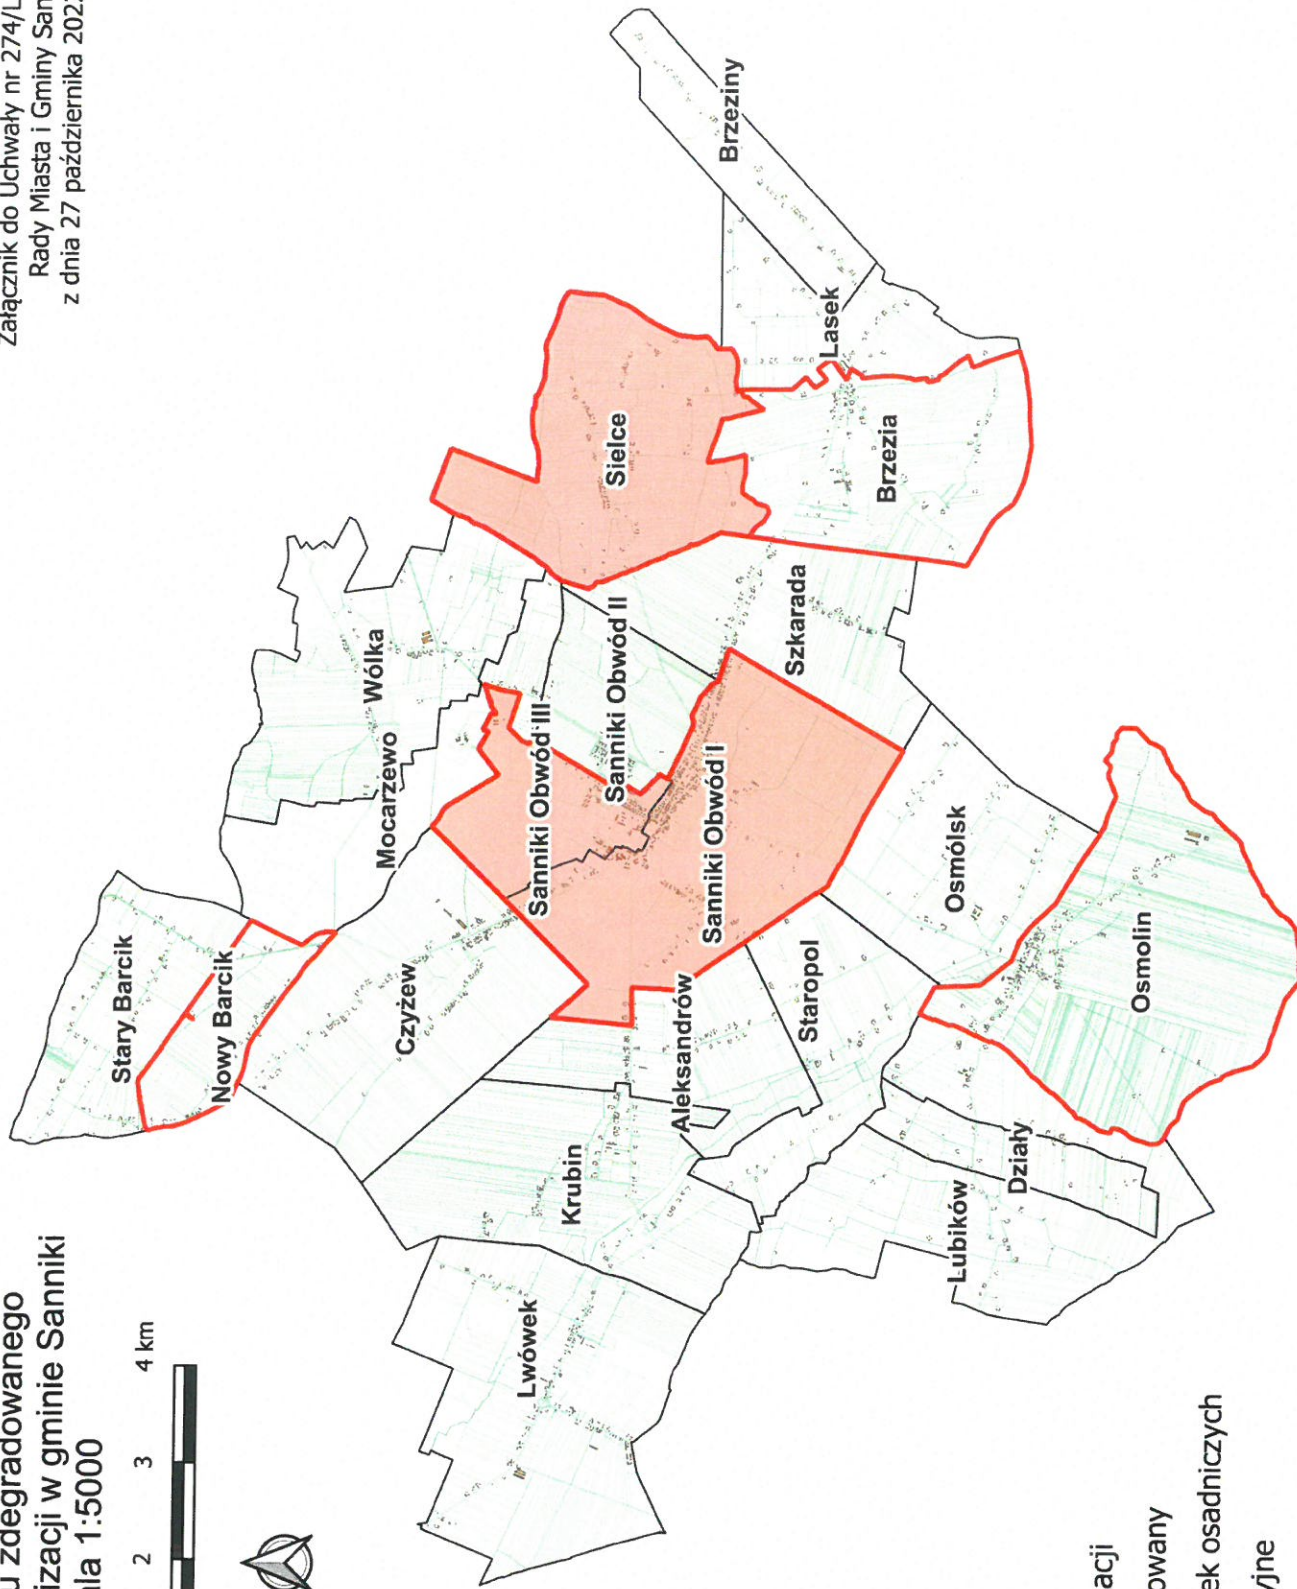 Załącznik do Uchwały nr 274/L
Rady Miasta i Gminy San
z dnia 27 października 202
u zdegradowanego
izacji w gminie Sanniki
ala 1:5000
2 3 4 km
Stary Barcik
Nowy Barcik
Wólka
Mocarzewo
Czyżew
Sielce
Brzeziny
Lasek
Brzezia
Szkarada
Sanniki Obwód II
Sanniki Obwód III
Sanniki Obwód I
Aleksandrów
Staropol
Krubin
Lwówek
Osmólsk
Osmolin
Działy
Lubików
acji
owany
ek osadniczych
yjne